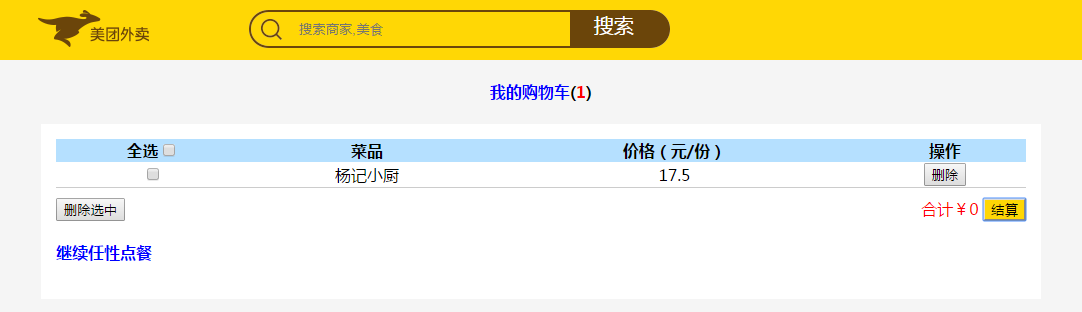 美团外卖 搜索商家,美食 搜索
我的购物车(1)
全选 菜品 价格（元/份） 操作
杨记小厨 17.5 删除
删除选中 合计￥0 结算
继续任性点餐